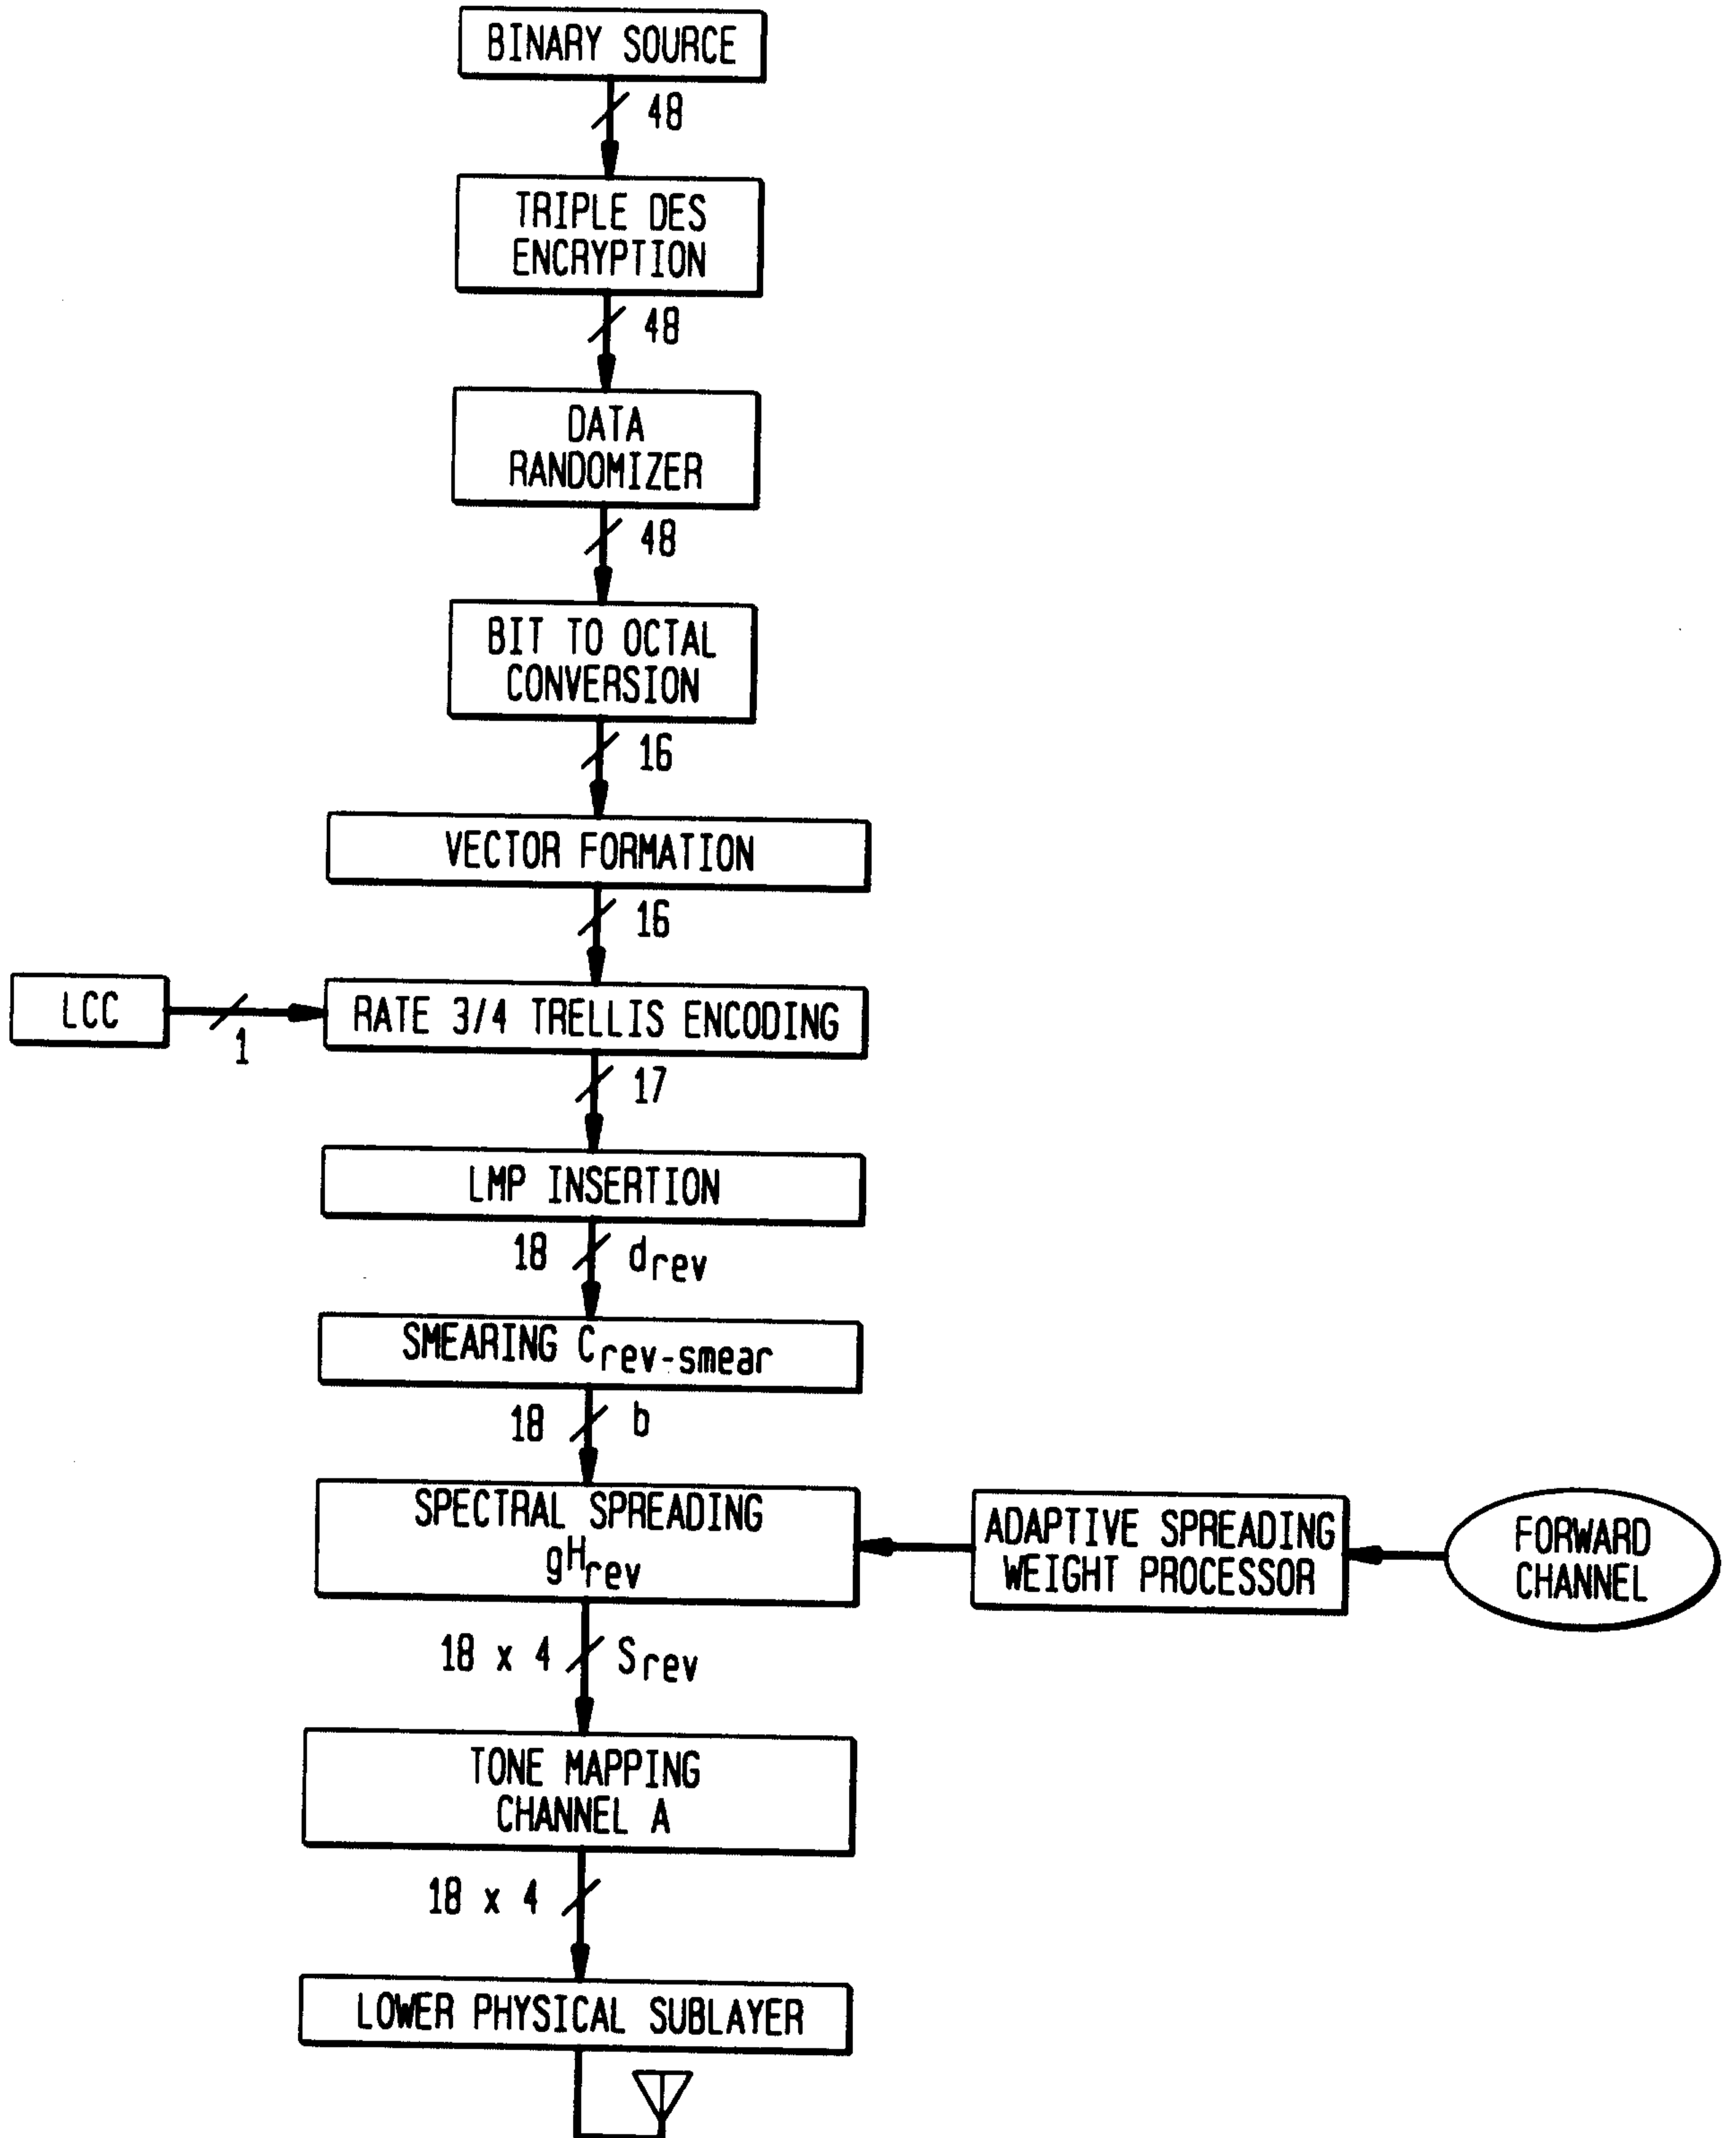 BINARY SOURCE
48
TRIPLE DES
ENCRYPTION
48
DATA
RANDOMIZER
48
BIT TO OCTAL
CONVERSION
16
VECTOR FORMATION
16
LCC
1
RATE 3/4 TRELLIS ENCODING
17
LMP INSERTION
18 drev
SMEARING Crev-smear
18 b
SPECTRAL SPREADING
gHrev
ADAPTIVE SPREADING
WEIGHT PROCESSOR
FORWARD
CHANNEL
18 x 4 Srev
TONE MAPPING
CHANNEL A
18 x 4
LOWER PHYSICAL SUBLAYER